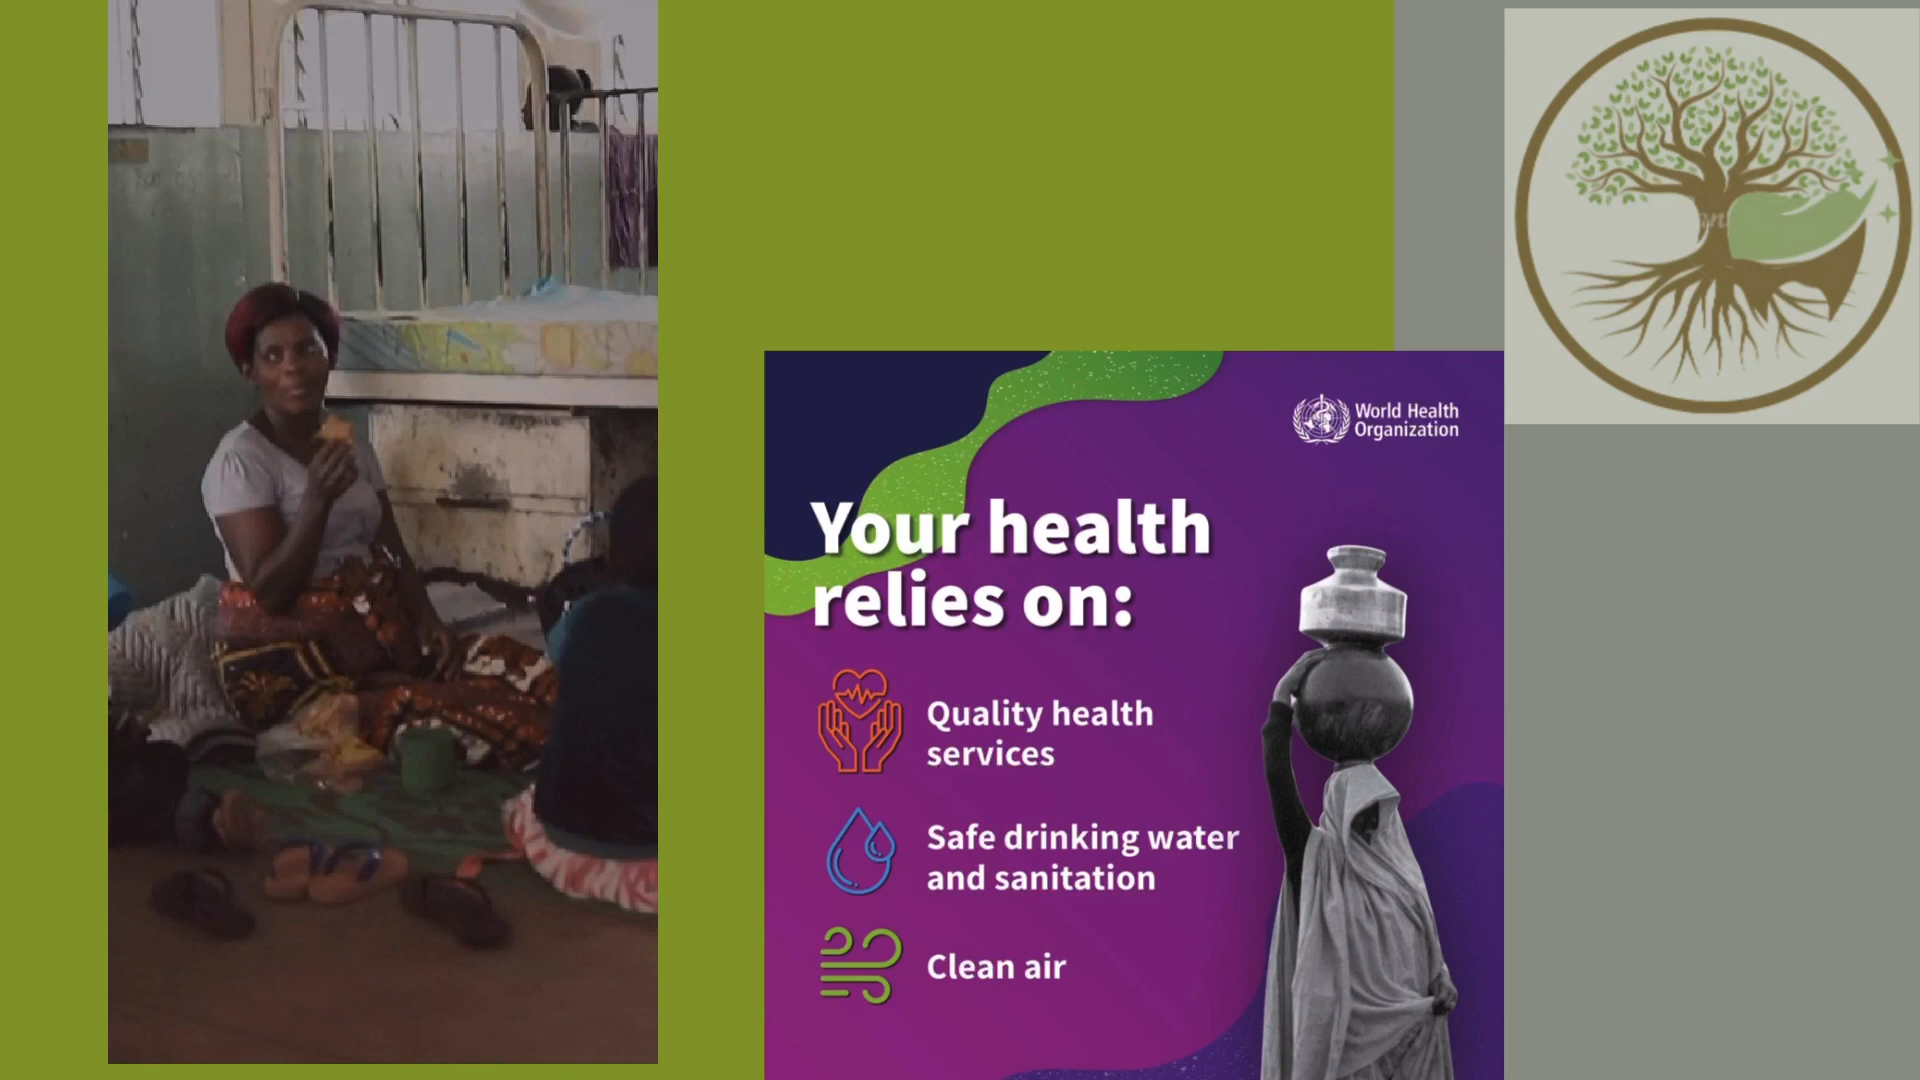 World Health
Organization
Your health
relies on:
Quality health
services
Safe drinking water
and sanitation
Clean air